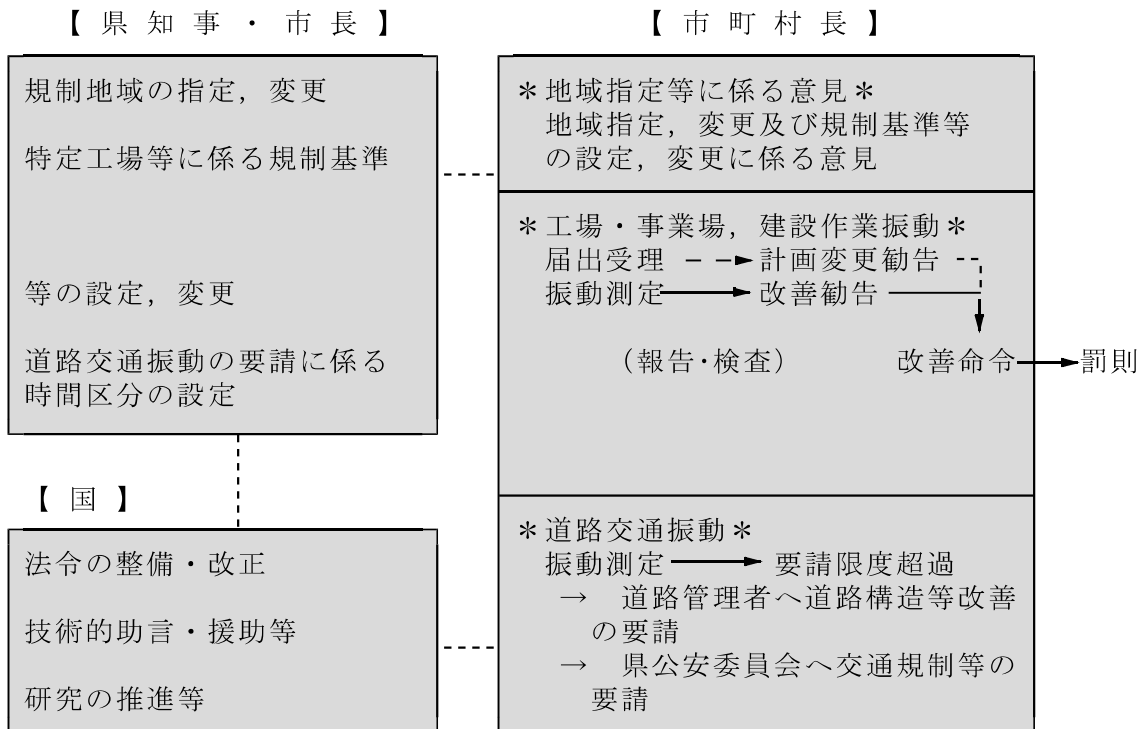 【 県 知 事 ・ 市 長 】
規制地域の指定，変更
特定工場等に係る規制基準
等の設定，変更
道路交通振動の要請に係る
時間区分の設定
【 国 】
法令の整備・改正
技術的助言・援助等
研究の推進等
【 市 町 村 長 】
＊地域指定等に係る意見＊
地域指定，変更及び規制基準等
の設定，変更に係る意見
＊工場・事業場，建設作業振動＊
届出受理 計画変更勧告
振動測定 改善勧告
（報告・検査） 改善命令 罰則
＊道路交通振動＊
振動測定 要請限度超過
→ 道路管理者へ道路構造等改善
の要請
→ 県公安委員会へ交通規制等の
要請